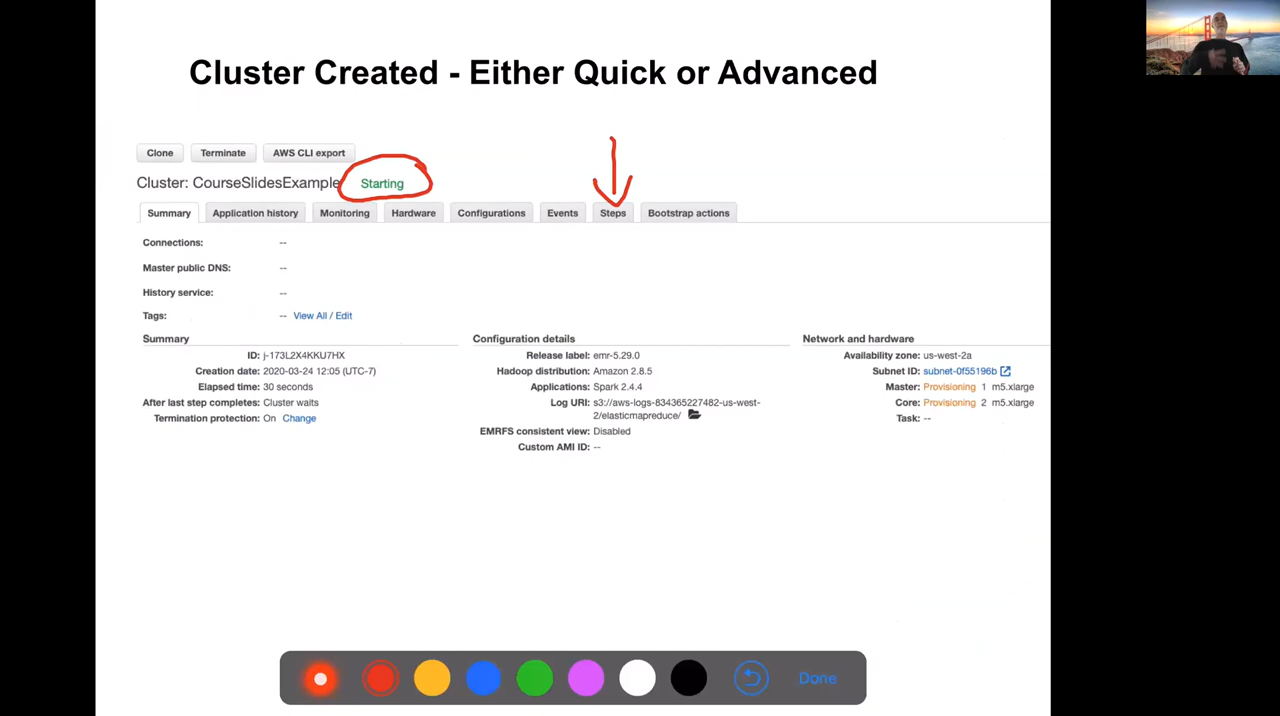 Cluster Created - Either Quick or Advanced
Clone Terminate AWS CLI export
Cluster: CourseSlidesExample Starting
Summary Application history Monitoring Hardware Configurations Events Steps Bootstrap actions
Connections: --
Master public DNS: --
History service: --
Tags: -- View All / Edit
Summary
ID: j-173L2X4KKU7HX
Creation date: 2020-03-24 12:05 (UTC-7)
Elapsed time: 30 seconds
After last step completes: Cluster waits
Termination protection: On Change
Configuration details
Release label: emr-5.29.0
Hadoop distribution: Amazon 2.8.5
Applications: Spark 2.4.4
Log URI: s3://aws-logs-834365227482-us-west-
2/elasticmapreduce/
EMRFS consistent view: Disabled
Custom AMI ID: --
Network and hardware
Availability zone: us-west-2a
Subnet ID: subnet-0f55196b
Master: Provisioning 1 m5.xlarge
Core: Provisioning 2 m5.xlarge
Task: --
Done